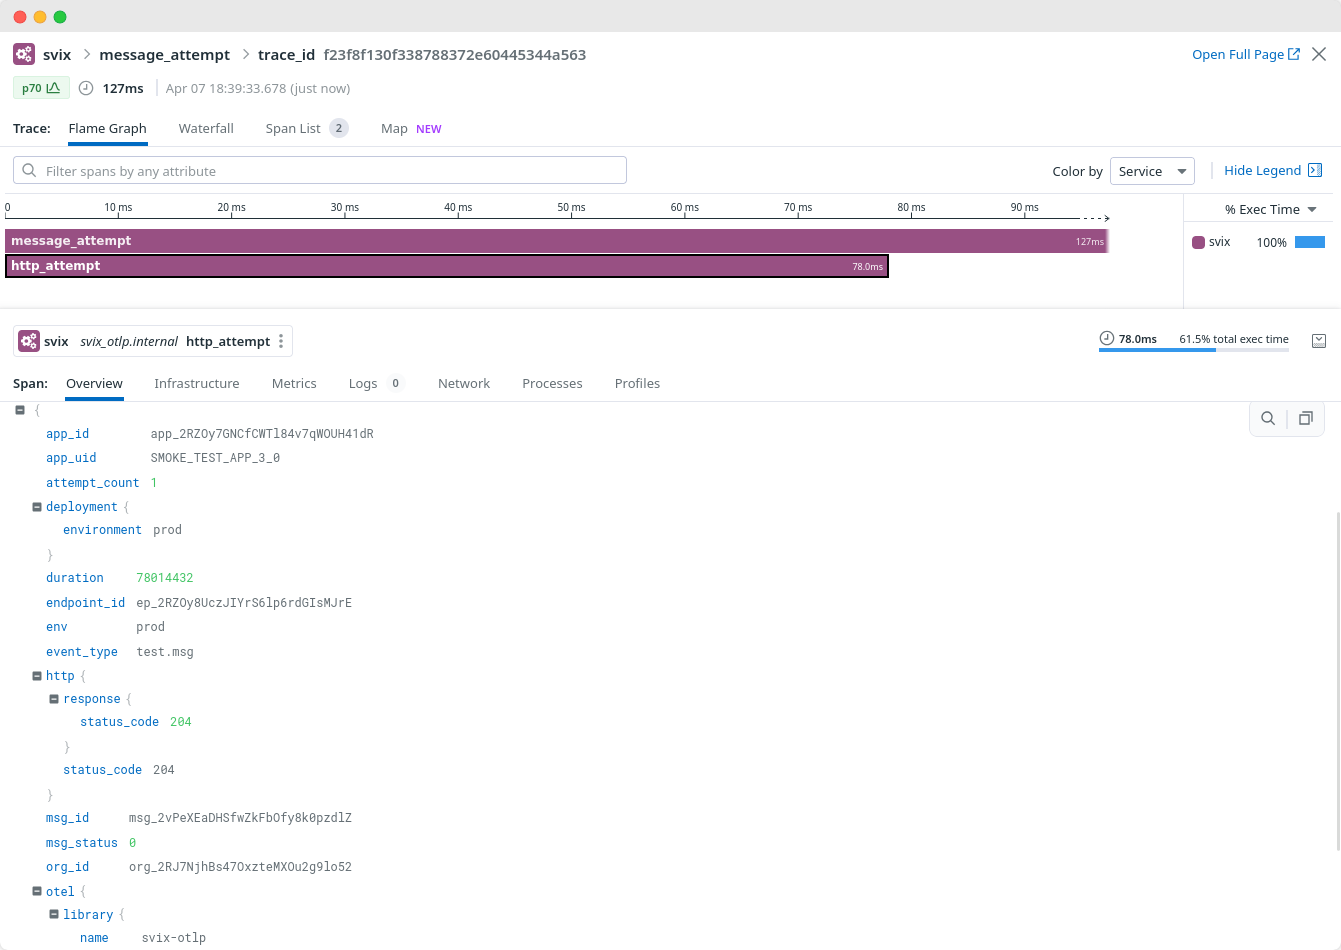 svix > message_attempt > trace_id f23f8f130f338788372e60445344a563 Open Full Page
p70 127ms Apr 07 18:39:33.678 (just now)
Trace: Flame Graph Waterfall Span List 2 Map NEW
Filter spans by any attribute Color by Service Hide Legend
0 10 ms 20 ms 30 ms 40 ms 50 ms 60 ms 70 ms 80 ms 90 ms % Exec Time
message_attempt 127ms svix 100%
http_attempt 78.0ms
svix svix_otlp.internal http_attempt 78.0ms 61.5% total exec time
Span: Overview Infrastructure Metrics Logs 0 Network Processes Profiles
{
app_id app_2RZOy7GNCfCWTl84v7qWOUH41dR
app_uid SMOKE_TEST_APP_3_0
attempt_count 1
deployment {
environment prod
}
duration 78014432
endpoint_id ep_2RZOy8UczJIYrS6lp6rdGIsMJrE
env prod
event_type test.msg
http {
response {
status_code 204
}
status_code 204
}
msg_id msg_2vPeXEaDHSfwZkFbOfy8k0pzdlZ
msg_status 0
org_id org_2RJ7NjhBs47OxzteMXOu2g9lo52
otel {
library {
name svix-otlp